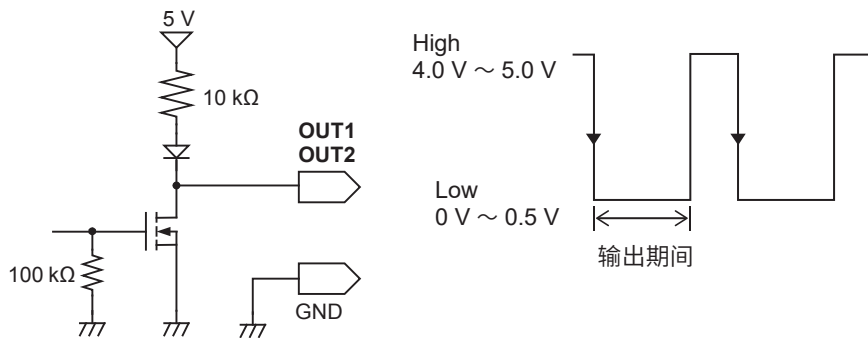 5 V
10 kΩ
OUT1
OUT2
100 kΩ
GND
High
4.0 V ～ 5.0 V
Low
0 V ～ 0.5 V
输出期间